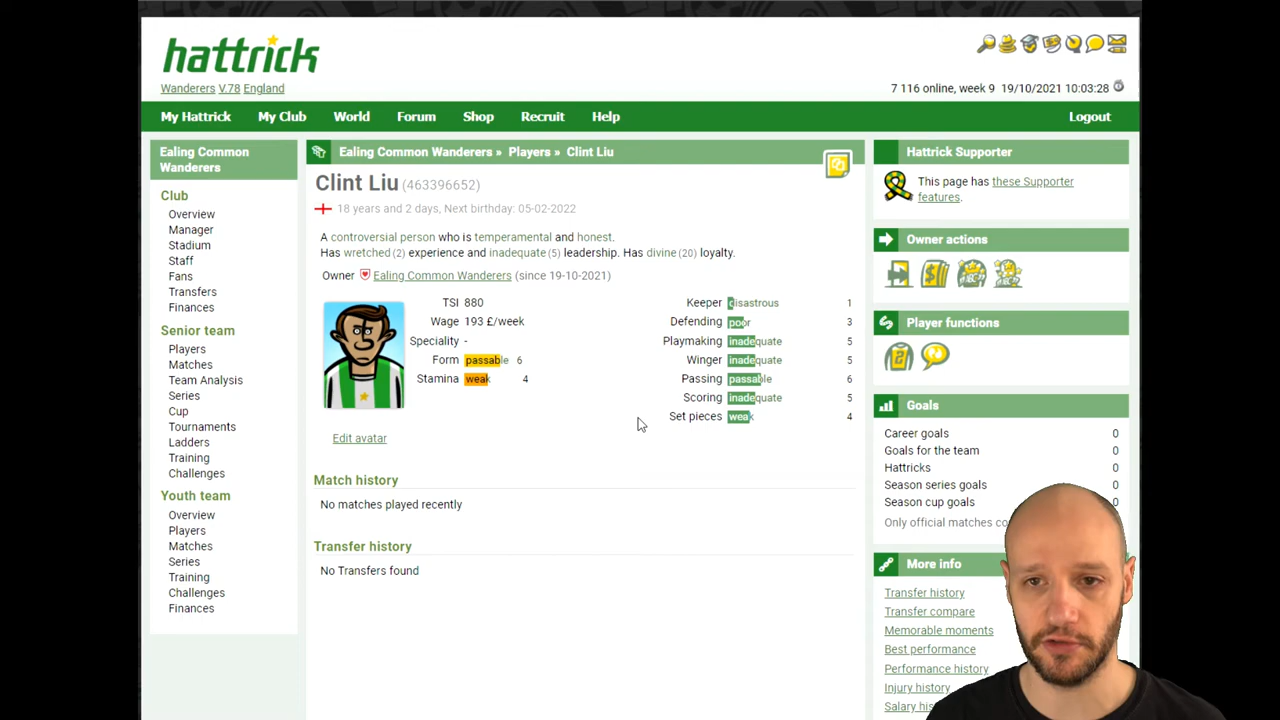 hattrick
Wanderers V.78 England
7 116 online, week 9 19/10/2021 10:03:28
My Hattrick My Club World Forum Shop Recruit Help Logout
Ealing Common
Wanderers
Club
Overview
Manager
Stadium
Staff
Fans
Transfers
Finances
Senior team
Players
Matches
Team Analysis
Series
Cup
Tournaments
Ladders
Training
Challenges
Youth team
Overview
Players
Matches
Series
Training
Challenges
Finances
Ealing Common Wanderers » Players » Clint Liu
Clint Liu (463396652)
18 years and 2 days, Next birthday: 05-02-2022
A controversial person who is temperamental and honest.
Has wretched (2) experience and inadequate (5) leadership. Has divine (20) loyalty.
Owner Ealing Common Wanderers (since 19-10-2021)
TSI 880
Wage 193 £/week
Speciality -
Form passable 6
Stamina weak 4
Edit avatar
Keeper disastrous 1
Defending poor 3
Playmaking inadequate 5
Winger inadequate 5
Passing passable 6
Scoring inadequate 5
Set pieces weak 4
Match history
No matches played recently
Transfer history
No Transfers found
Hattrick Supporter
This page has these Supporter
features.
Owner actions
Player functions
2
Goals
Career goals 0
Goals for the team 0
Hattricks 0
Season series goals 0
Season cup goals 0
Only official matches
More info
Transfer history
Transfer compare
Memorable moments
Best performance
Performance history
Injury history
Salary